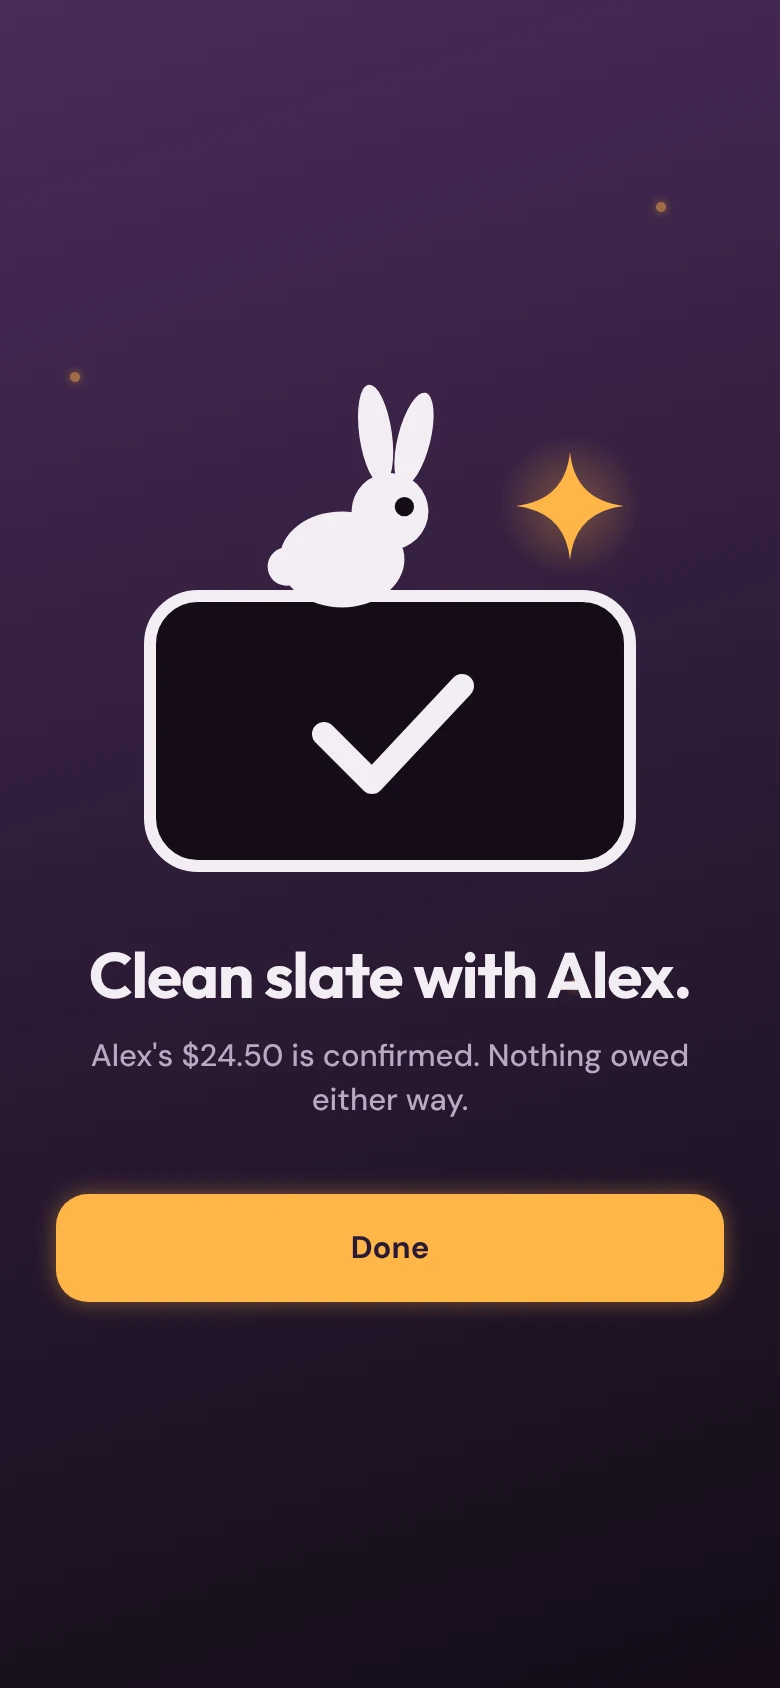 Clean slate with Alex.
Alex's $24.50 is confirmed. Nothing owed
either way.
Done